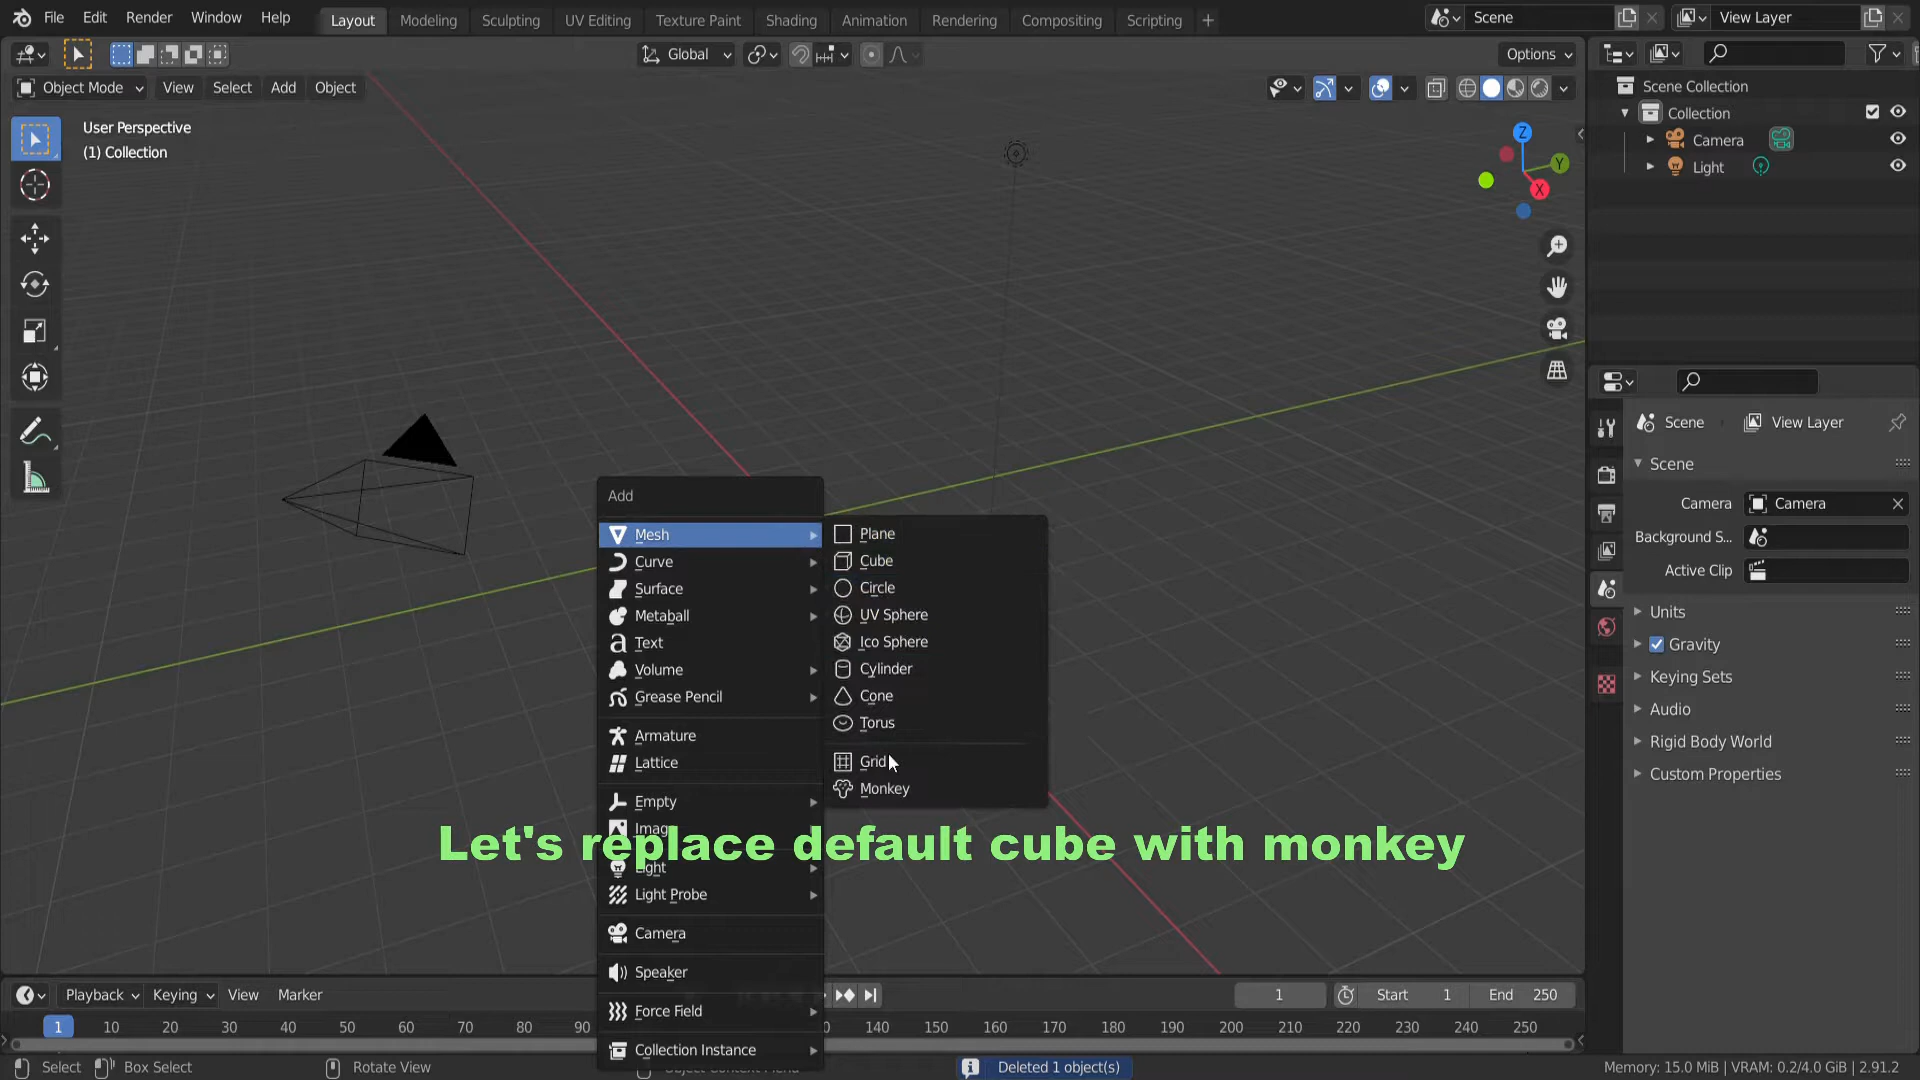 File Edit Render Window Help Layout Modeling Sculpting UV Editing Texture Paint Shading Animation Rendering Compositing Scripting + Scene View Layer
Global Options
Object Mode View Select Add Object
User Perspective
(1) Collection
Z
Y
X
Scene Collection
Collection
Camera
Light
Add
Mesh
Curve
Surface
Metaball
Text
Volume
Grease Pencil
Armature
Lattice
Empty
Light
Light Probe
Camera
Speaker
Force Field
Collection Instance
Plane
Cube
Circle
UV Sphere
Ico Sphere
Cylinder
Cone
Torus
Grid
Monkey
Let's replace default cube with monkey
Scene View Layer
Scene
Camera Camera
Background S...
Active Clip
Units
Gravity
Keying Sets
Audio
Rigid Body World
Custom Properties
Playback Keying View Marker 1 Start 1 End 250
1 10 20 30 40 50 60 70 80 90 140 150 160 170 180 190 200 210 220 230 240 250
Select Box Select Rotate View Deleted 1 object(s) Memory: 15.0 MiB | VRAM: 0.2/4.0 GiB | 2.91.2